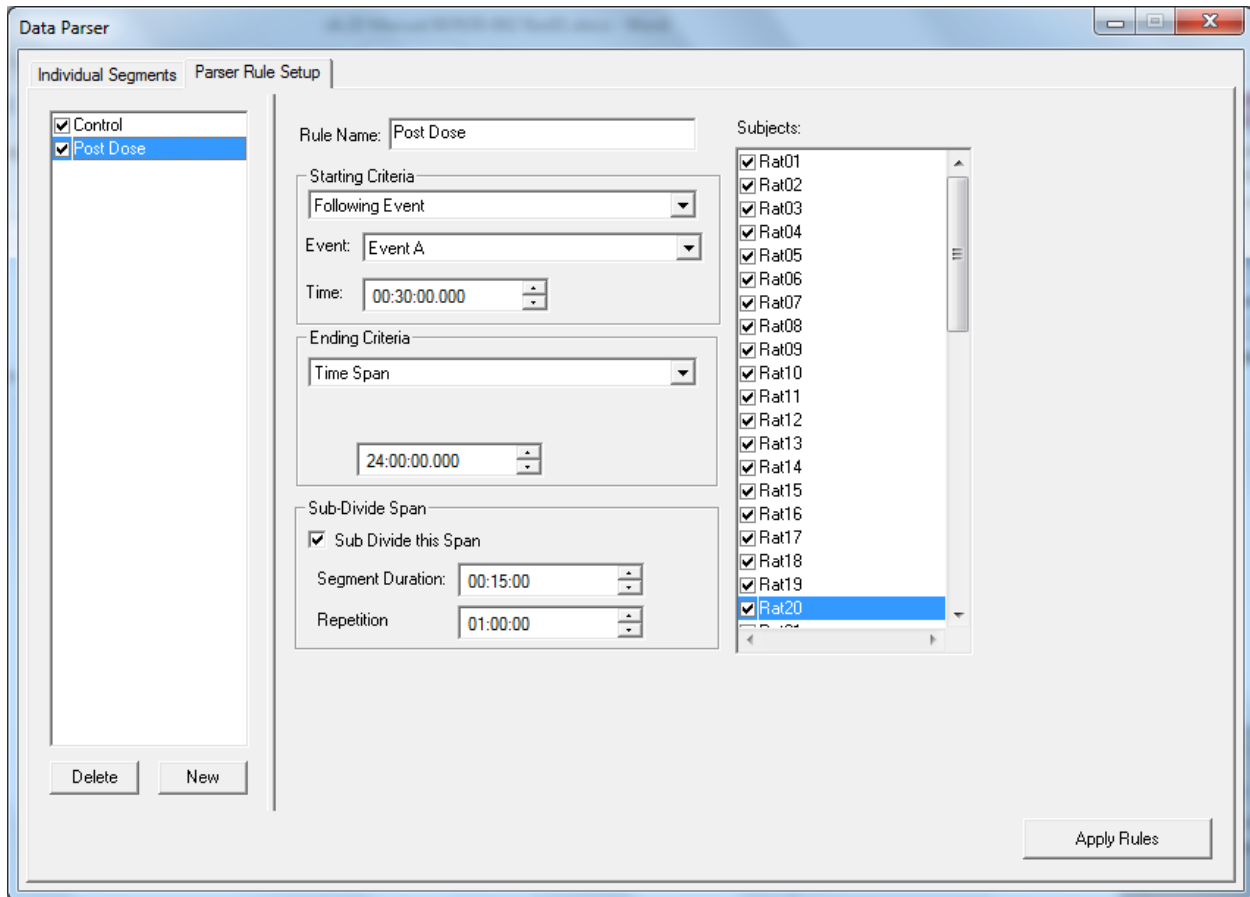 Data Parser
Individual Segments
Parser Rule Setup
Control
Post Dose
Delete
New
Rule Name: Post Dose
Starting Criteria
Following Event
Event: Event A
Time: 00:30:00.000
Ending Criteria
Time Span
24:00:00.000
Sub-Divide Span
Sub Divide this Span
Segment Duration: 00:15:00
Repetition 01:00:00
Subjects:
Rat01
Rat02
Rat03
Rat04
Rat05
Rat06
Rat07
Rat08
Rat09
Rat10
Rat11
Rat12
Rat13
Rat14
Rat15
Rat16
Rat17
Rat18
Rat19
Rat20
Apply Rules